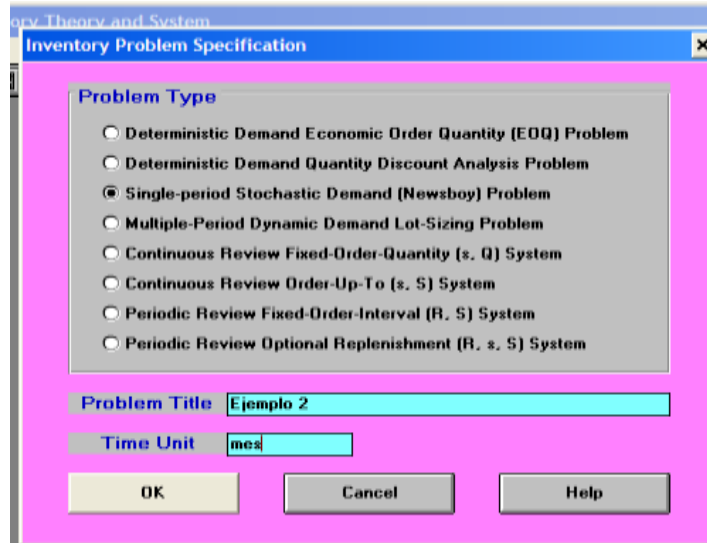 ory Theory and System
Inventory Problem Specification
Problem Type
Deterministic Demand Economic Order Quantity (EOQ) Problem
Deterministic Demand Quantity Discount Analysis Problem
Single-period Stochastic Demand (Newsboy) Problem
Multiple-Period Dynamic Demand Lot-Sizing Problem
Continuous Review Fixed-Order-Quantity (s, Q) System
Continuous Review Order-Up-To (s, S) System
Periodic Review Fixed-Order-Interval (R, S) System
Periodic Review Optional Replenishment (R, s, S) System
Problem Title Ejemplo 2
Time Unit mes
OK Cancel Help